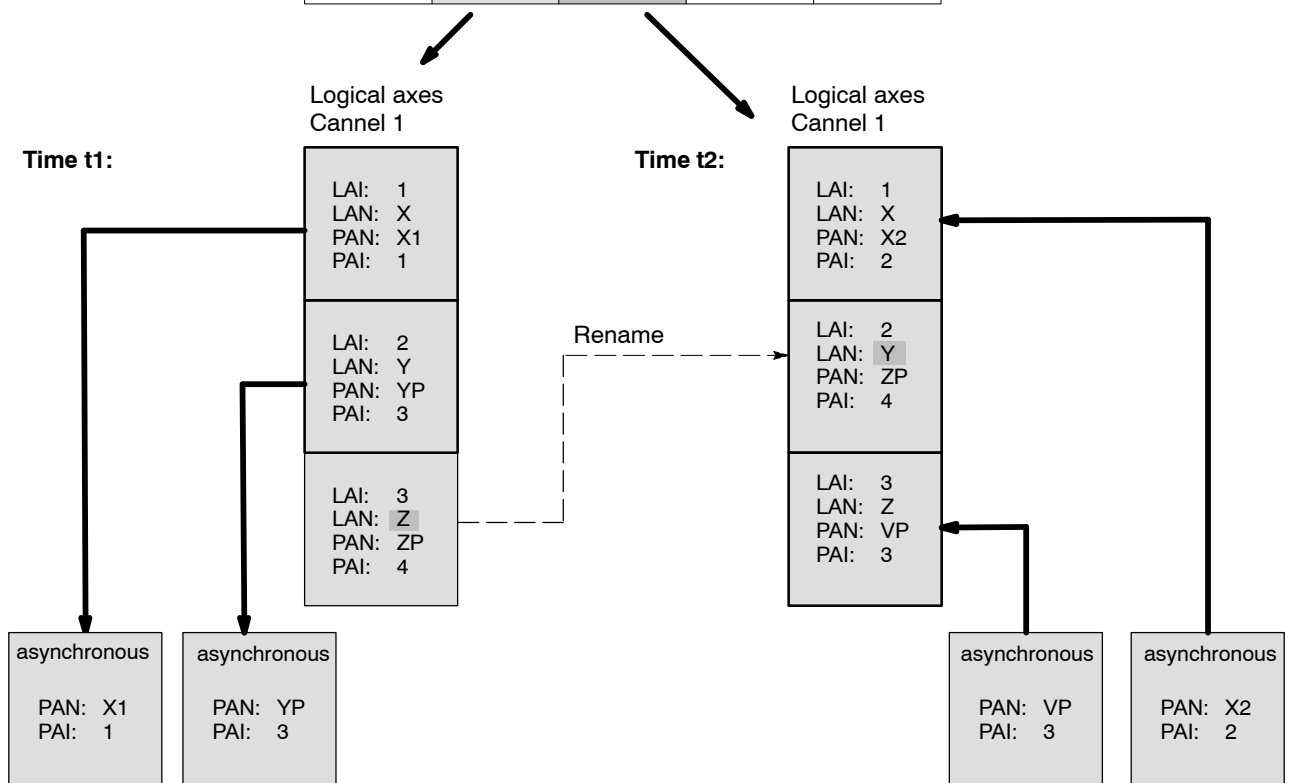 Logical axes
Cannel 1
Time t1:
LAI: 1
LAN: X
PAN: X1
PAI: 1
LAI: 2
LAN: Y
PAN: YP
PAI: 3
LAI: 3
LAN: Z
PAN: ZP
PAI: 4
asynchronous
PAN: X1
PAI: 1
asynchronous
PAN: YP
PAI: 3
Rename
Logical axes
Cannel 1
Time t2:
LAI: 1
LAN: X
PAN: X2
PAI: 2
LAI: 2
LAN: Y
PAN: ZP
PAI: 4
LAI: 3
LAN: Z
PAN: VP
PAI: 3
asynchronous
PAN: VP
PAI: 3
asynchronous
PAN: X2
PAI: 2